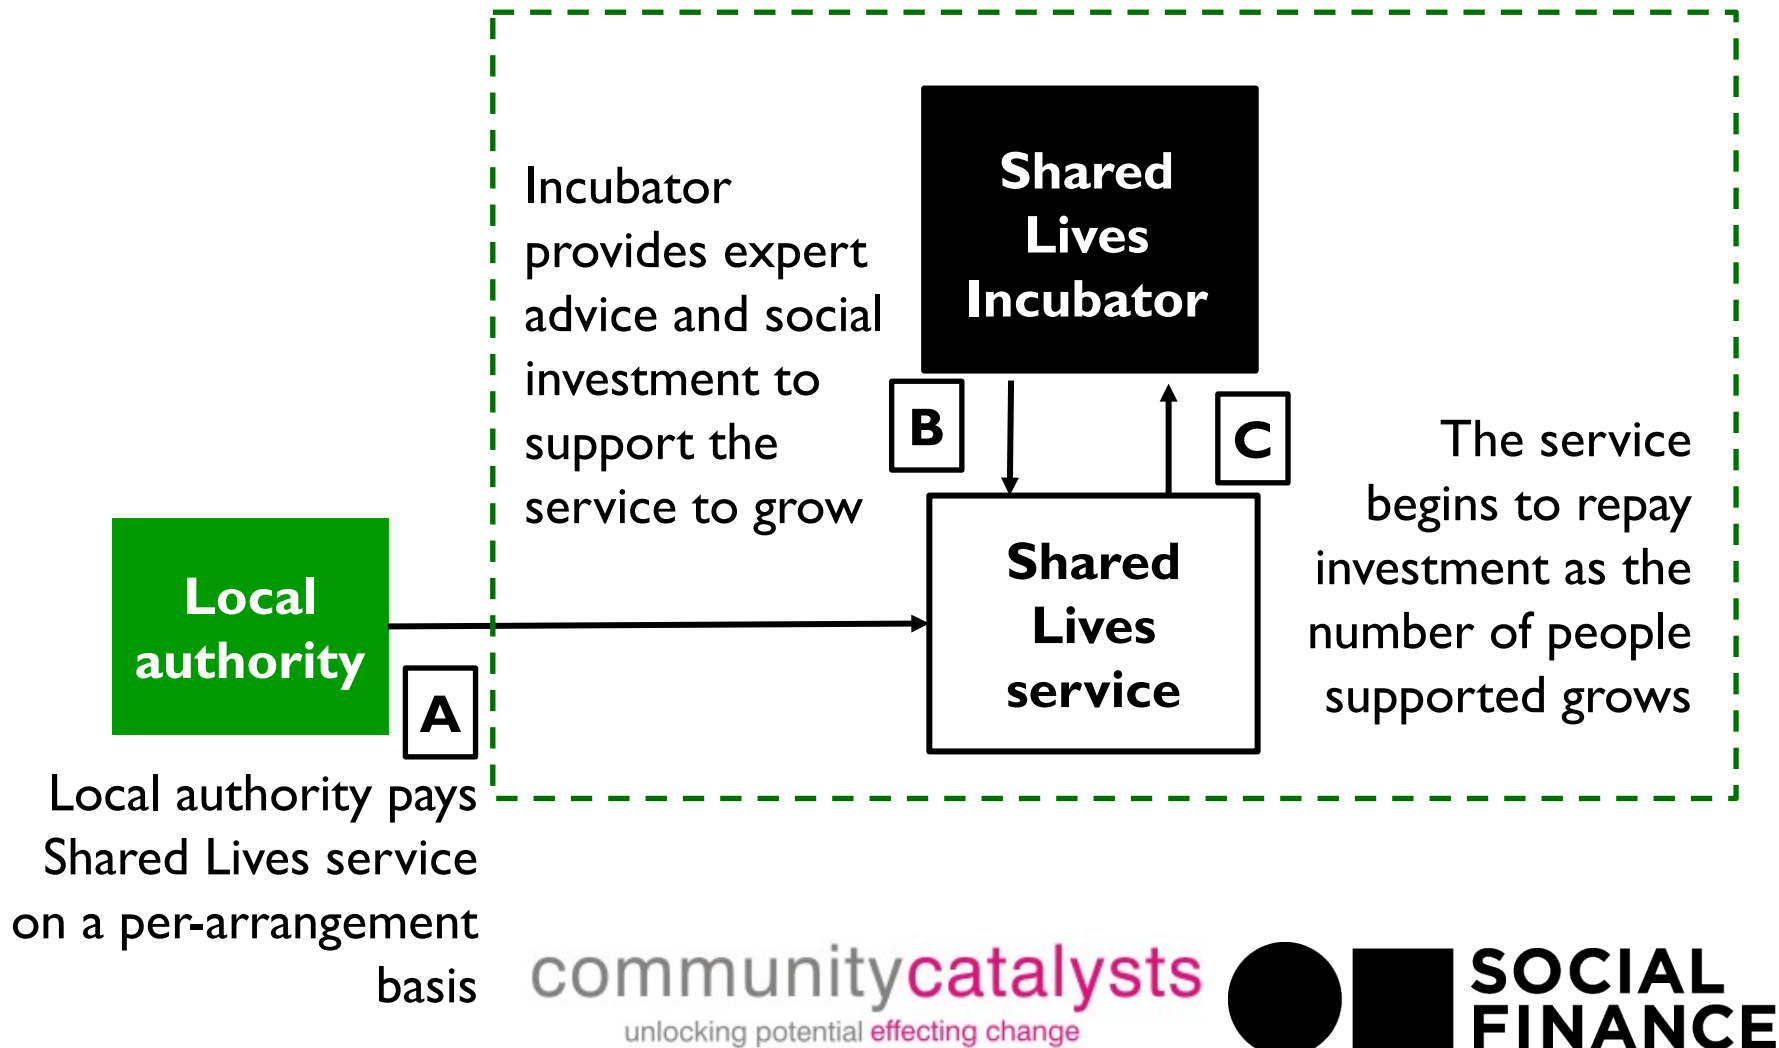 Incubator
provides expert
advice and social
investment to
support the
service to grow
Shared
Lives
Incubator
B
C
The service
begins to repay
investment as the
number of people
supported grows
Local
authority
A
Shared
Lives
service
Local authority pays
Shared Lives service
on a per-arrangement
basis
communitycatalysts
unlocking potential effecting change
SOCIAL
FINANCE